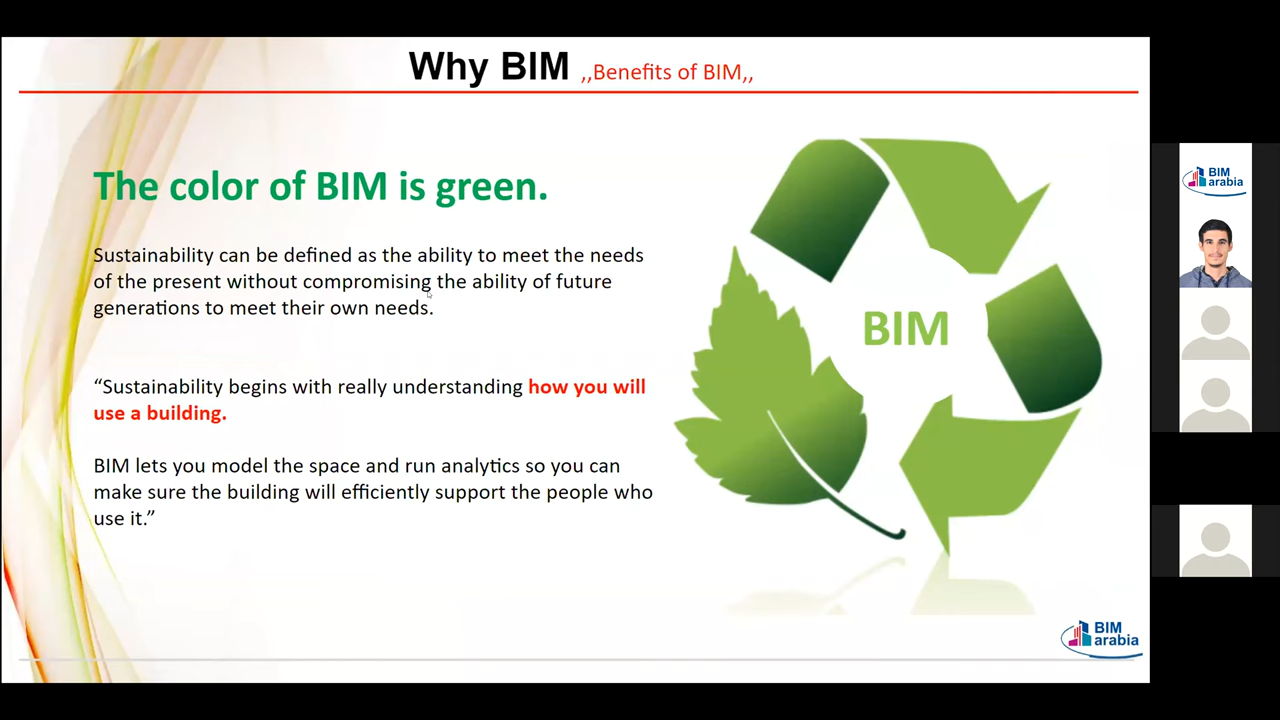 Why BIM ,,Benefits of BIM,,
The color of BIM is green.
Sustainability can be defined as the ability to meet the needs
of the present without compromising the ability of future
generations to meet their own needs.
“Sustainability begins with really understanding how you will
use a building.
BIM lets you model the space and run analytics so you can
make sure the building will efficiently support the people who
use it.”
BIM
BIM
arabia
BIM
arabia